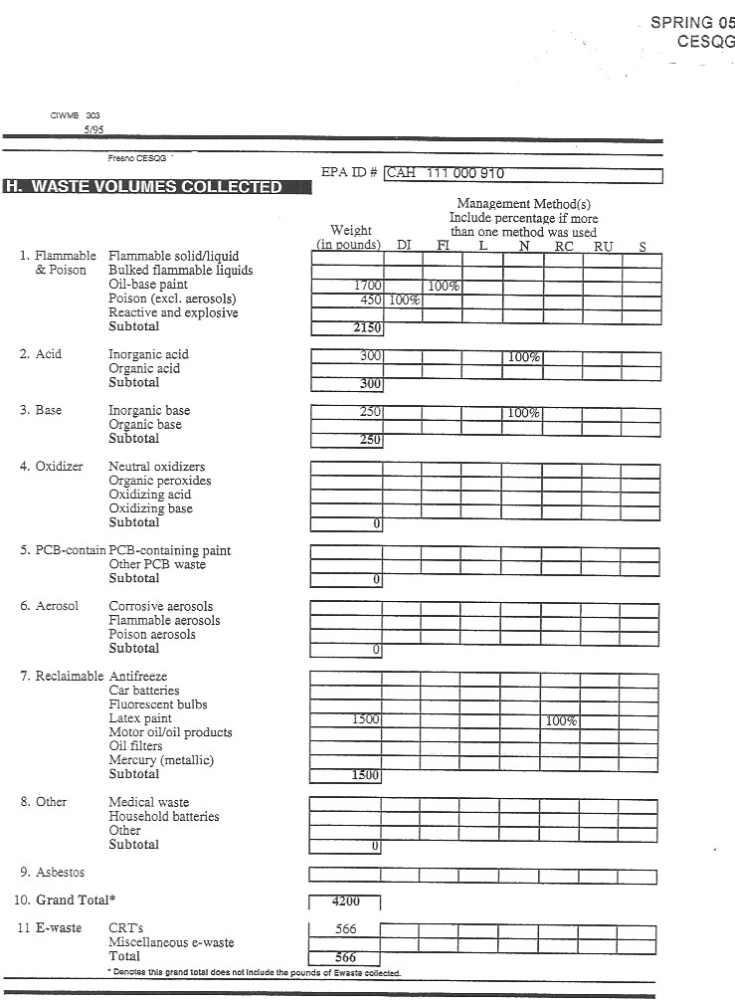 SPRING 05
CESQG
CIWMB 303
5/95
Fresno CESQG
EPA ID # CAH 111 000 910
H. WASTE VOLUMES COLLECTED
Management Method(s)
Include percentage if more
than one method was used
Weight
(in pounds) DI FI L N RC RU S
1. Flammable Flammable solid/liquid
& Poison Bulked flammable liquids
Oil-base paint 1700 100%
Poison (excl. aerosols) 450 100%
Reactive and explosive
Subtotal 2150
2. Acid Inorganic acid 300 100%
Organic acid
Subtotal 300
3. Base Inorganic base 250 100%
Organic base
Subtotal 250
4. Oxidizer Neutral oxidizers
Organic peroxides
Oxidizing acid
Oxidizing base
Subtotal 0
5. PCB-contain PCB-containing paint
Other PCB waste
Subtotal 0
6. Aerosol Corrosive aerosols
Flammable aerosols
Poison aerosols
Subtotal 0
7. Reclaimable Antifreeze
Car batteries
Fluorescent bulbs
Latex paint 1500 100%
Motor oil/oil products
Oil filters
Mercury (metallic)
Subtotal 1500
8. Other Medical waste
Household batteries
Other
Subtotal 0
9. Asbestos
10. Grand Total* 4200
11 E-waste CRT's 566
Miscellaneous e-waste
Total 566
* Denotes this grand total does not include the pounds of Ewaste collected.